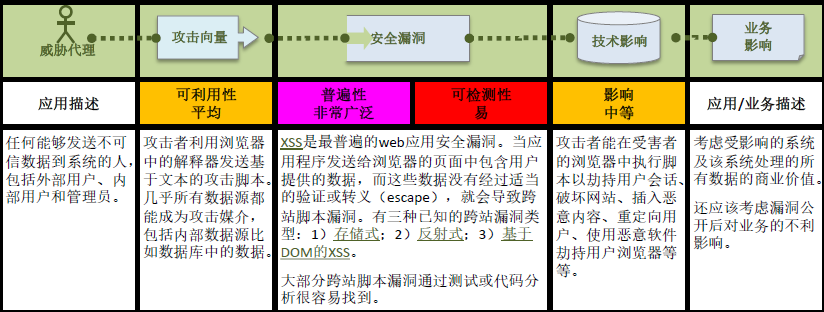 威胁代理
攻击向量
安全漏洞
技术影响
业务
影响
应用描述
可利用性
平均
普遍性
非常广泛
可检测性
易
影响
中等
应用/业务描述
任何能够发送不可
信数据到系统的人，
包括外部用户、内
部用户和管理员。
攻击者利用浏览器
中的解释器发送基
于文本的攻击脚本。
几乎所有数据源都
能成为攻击媒介，
包括内部数据源比
如数据库中的数据。
XSS是最普遍的web应用安全漏洞。当应
用程序发送给浏览器的页面中包含用户
提供的数据，而这些数据没有经过适当
的验证或转义（escape），就会导致跨
站脚本漏洞。有三种已知的跨站漏洞类
型：1）存储式；2）反射式；3）基于
DOM的XSS。
大部分跨站脚本漏洞通过测试或代码分
析很容易找到。
攻击者能在受害者
的浏览器中执行脚
本以劫持用户会话、
破坏网站、插入恶
意内容、重定向用
户、使用恶意软件
劫持用户浏览器等
等。
考虑受影响的系统
及该系统处理的所
有数据的商业价值。
还应该考虑漏洞公
开后对业务的不利
影响。